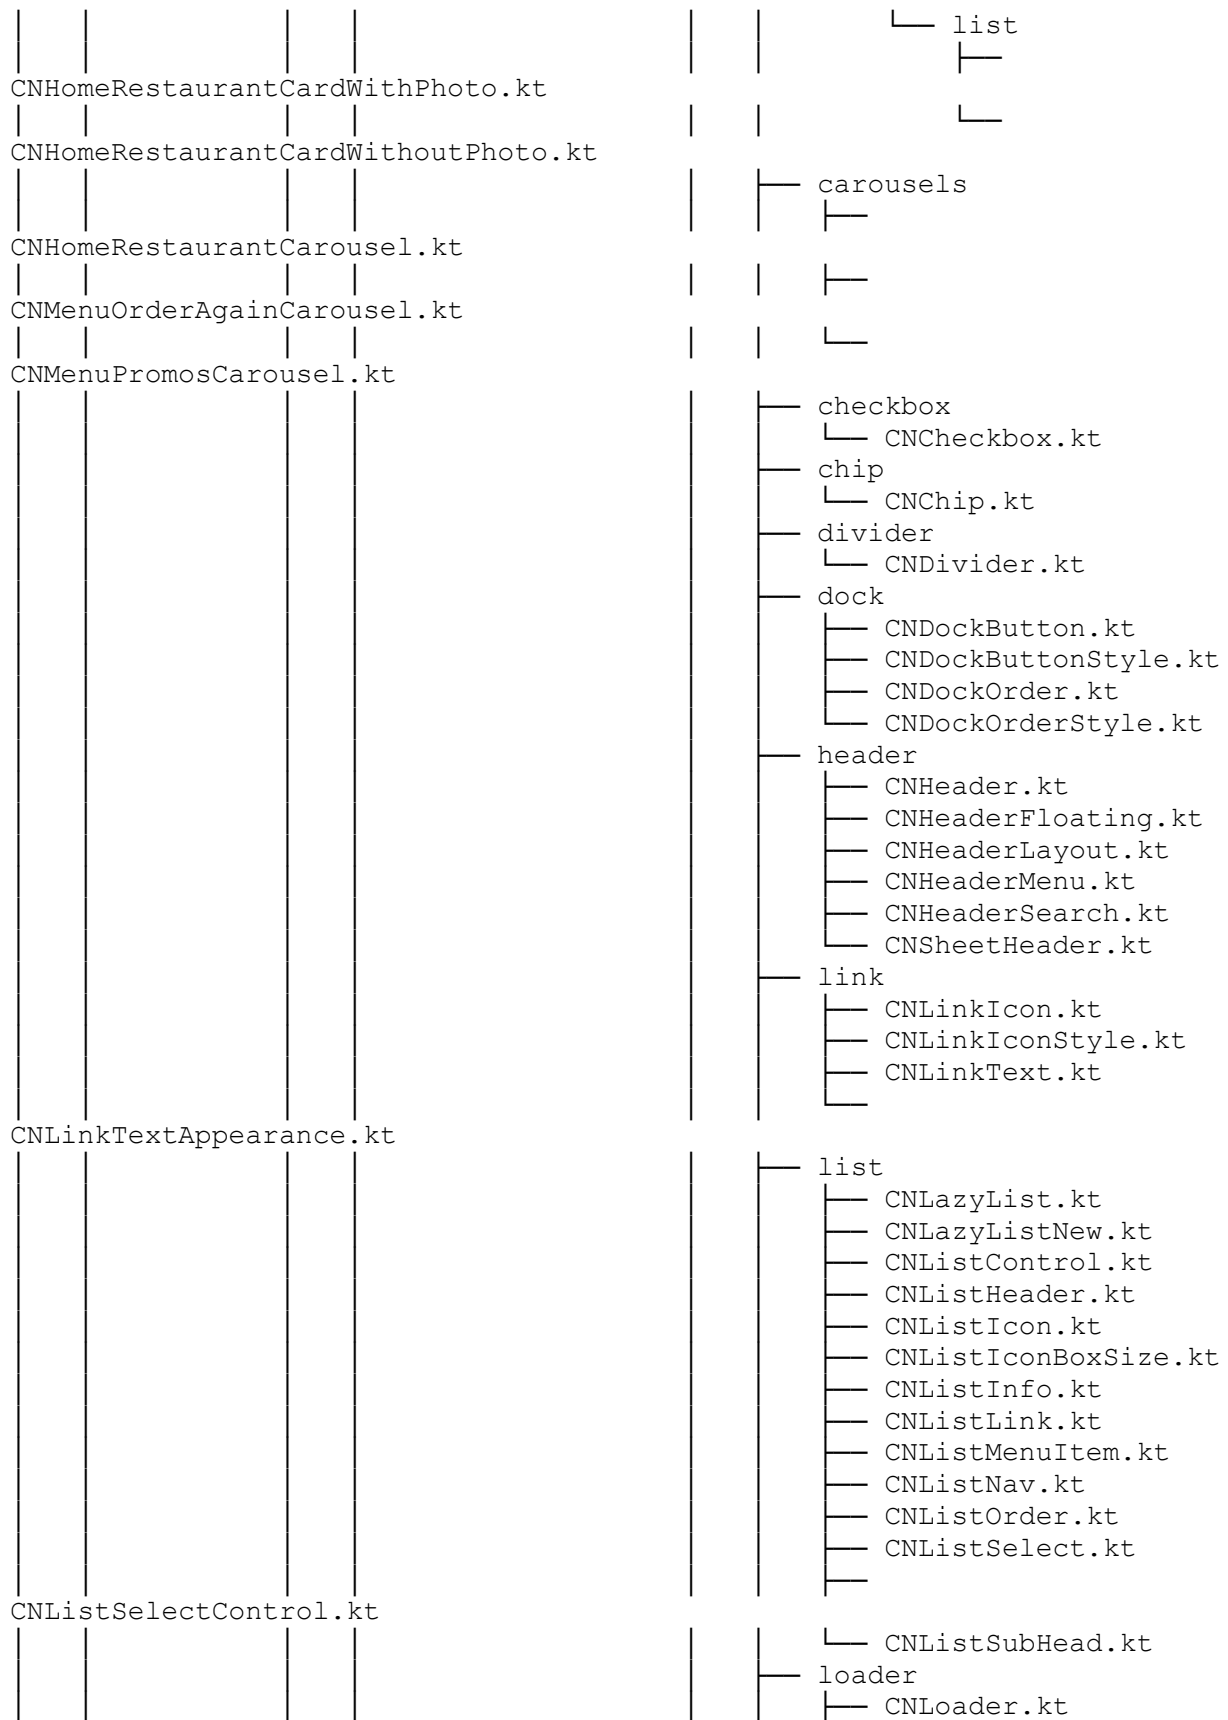 │   │           │   │                   │   │       └── list
│   │           │   │                   │   │           ├──
CNHomeRestaurantCardWithPhoto.kt
│   │           │   │                   │   │           └──
CNHomeRestaurantCardWithoutPhoto.kt
│   │           │   │                   │   ├── carousels
│   │           │   │                   │   │   ├──
CNHomeRestaurantCarousel.kt
│   │           │   │                   │   │   ├──
CNMenuOrderAgainCarousel.kt
│   │           │   │                   │   │   └──
CNMenuPromosCarousel.kt
│   │           │   │                   │   ├── checkbox
│   │           │   │                   │   │   └── CNCheckbox.kt
│   │           │   │                   │   ├── chip
│   │           │   │                   │   │   └── CNChip.kt
│   │           │   │                   │   ├── divider
│   │           │   │                   │   │   └── CNDivider.kt
│   │           │   │                   │   ├── dock
│   │           │   │                   │   │   ├── CNDockButton.kt
│   │           │   │                   │   │   ├── CNDockButtonStyle.kt
│   │           │   │                   │   │   ├── CNDockOrder.kt
│   │           │   │                   │   │   └── CNDockOrderStyle.kt
│   │           │   │                   │   ├── header
│   │           │   │                   │   │   ├── CNHeader.kt
│   │           │   │                   │   │   ├── CNHeaderFloating.kt
│   │           │   │                   │   │   ├── CNHeaderLayout.kt
│   │           │   │                   │   │   ├── CNHeaderMenu.kt
│   │           │   │                   │   │   ├── CNHeaderSearch.kt
│   │           │   │                   │   │   └── CNSheetHeader.kt
│   │           │   │                   │   ├── link
│   │           │   │                   │   │   ├── CNLinkIcon.kt
│   │           │   │                   │   │   ├── CNLinkIconStyle.kt
│   │           │   │                   │   │   ├── CNLinkText.kt
│   │           │   │                   │   │   └──
CNLinkTextAppearance.kt
│   │           │   │                   │   ├── list
│   │           │   │                   │   │   ├── CNLazyList.kt
│   │           │   │                   │   │   ├── CNLazyListNew.kt
│   │           │   │                   │   │   ├── CNListControl.kt
│   │           │   │                   │   │   ├── CNListHeader.kt
│   │           │   │                   │   │   ├── CNListIcon.kt
│   │           │   │                   │   │   ├── CNListIconBoxSize.kt
│   │           │   │                   │   │   ├── CNListInfo.kt
│   │           │   │                   │   │   ├── CNListLink.kt
│   │           │   │                   │   │   ├── CNListMenuItem.kt
│   │           │   │                   │   │   ├── CNListNav.kt
│   │           │   │                   │   │   ├── CNListOrder.kt
│   │           │   │                   │   │   ├── CNListSelect.kt
│   │           │   │                   │   │   ├──
CNListSelectControl.kt
│   │           │   │                   │   │   └── CNListSubHead.kt
│   │           │   │                   │   ├── loader
│   │           │   │                   │   │   ├── CNLoader.kt